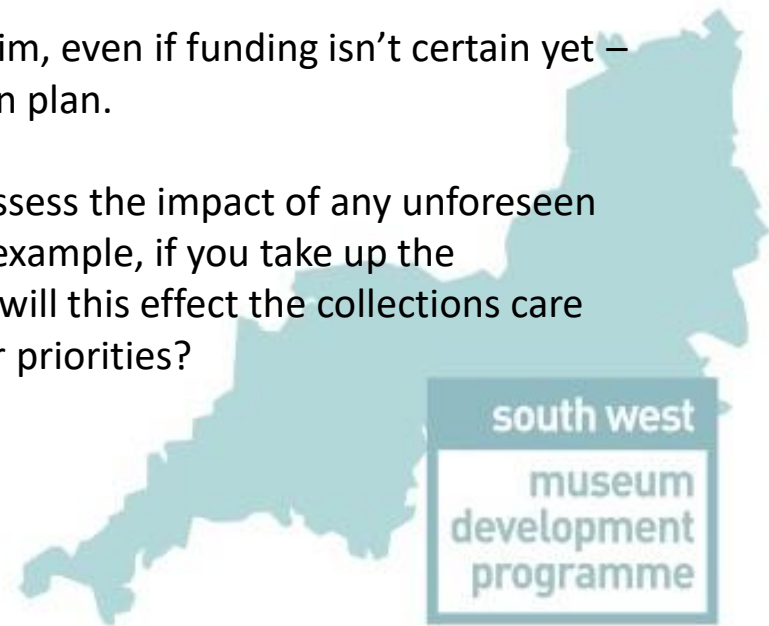 im, even if funding isn’t certain yet –
n plan.
ssess the impact of any unforeseen
example, if you take up the
will this effect the collections care
r priorities?
south west
museum
development
programme